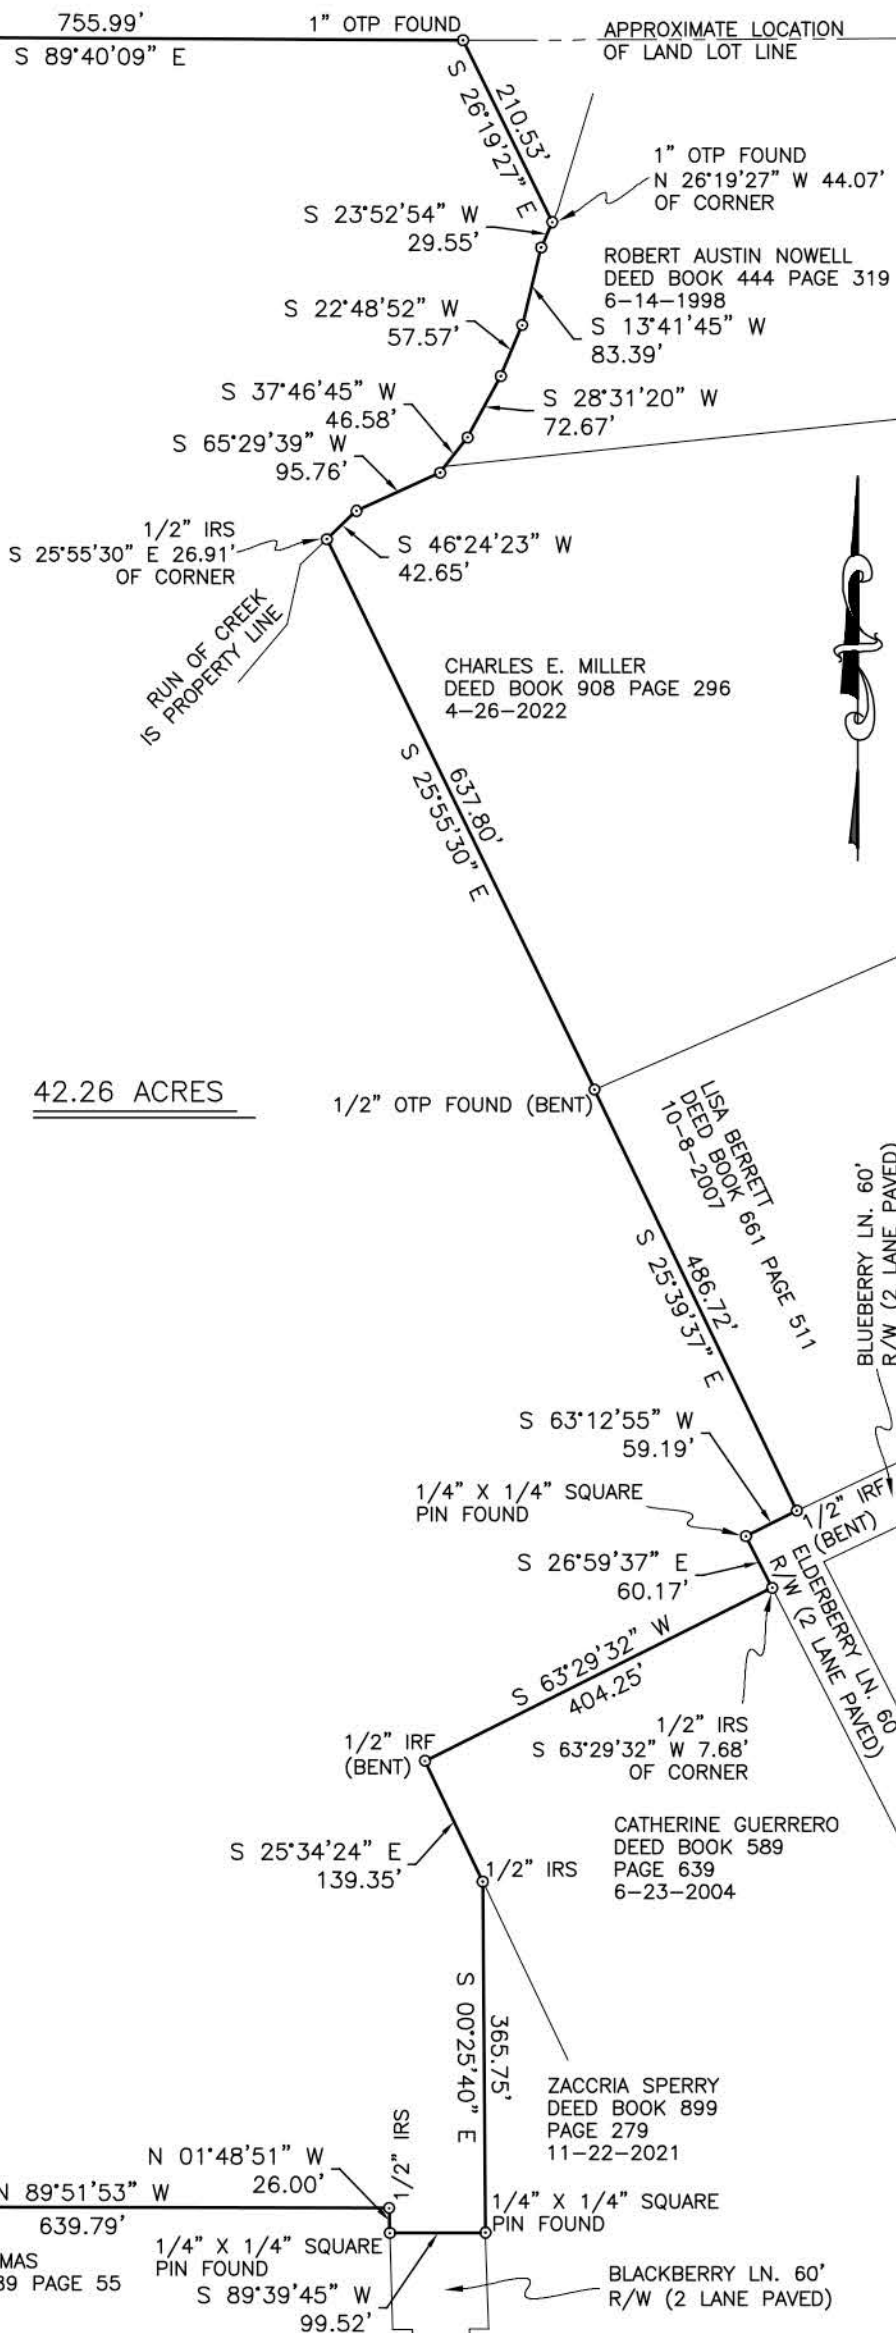 755.99'
S 89°40'09" E
1" OTP FOUND
APPROXIMATE LOCATION
OF LAND LOT LINE
210.53'
S 26°19'27" E
1" OTP FOUND
N 26°19'27" W 44.07'
OF CORNER
S 23°52'54" W
29.55'
ROBERT AUSTIN NOWELL
DEED BOOK 444 PAGE 319
6-14-1998
S 22°48'52" W
57.57'
S 13°41'45" W
83.39'
S 37°46'45" W
46.58'
S 28°31'20" W
72.67'
S 65°29'39" W
95.76'
1/2" IRS
S 25°55'30" E 26.91'
OF CORNER
S 46°24'23" W
42.65'
RUN OF CREEK
IS PROPERTY LINE
CHARLES E. MILLER
DEED BOOK 908 PAGE 296
4-26-2022
637.80'
S 25°55'30" E
42.26 ACRES
1/2" OTP FOUND (BENT)
LISA BERRETT
DEED BOOK 661 PAGE 511
10-8-2007
486.72'
S 25°39'37" E
BLUEBERRY LN. 60'
R/W (2 LANE PAVED)
S 63°12'55" W
59.19'
1/4" X 1/4" SQUARE
PIN FOUND
1/2" IRF
(BENT)
S 26°59'37" E
60.17'
ELDERBERRY LN. 60
R/W (2 LANE PAVED)
S 63°29'32" W
404.25'
1/2" IRS
S 63°29'32" W 7.68'
OF CORNER
1/2" IRF
(BENT)
CATHERINE GUERRERO
DEED BOOK 589
PAGE 639
6-23-2004
S 25°34'24" E
139.35'
1/2" IRS
365.75'
S 00°25'40" E
ZACCRIA SPERRY
DEED BOOK 899
PAGE 279
11-22-2021
N 01°48'51" W
26.00'
1/2" IRS
N 89°51'53" W
639.79'
1/4" X 1/4" SQUARE
PIN FOUND
1/4" X 1/4" SQUARE
PIN FOUND
MAS
39 PAGE 55
S 89°39'45" W
99.52'
BLACKBERRY LN. 60'
R/W (2 LANE PAVED)